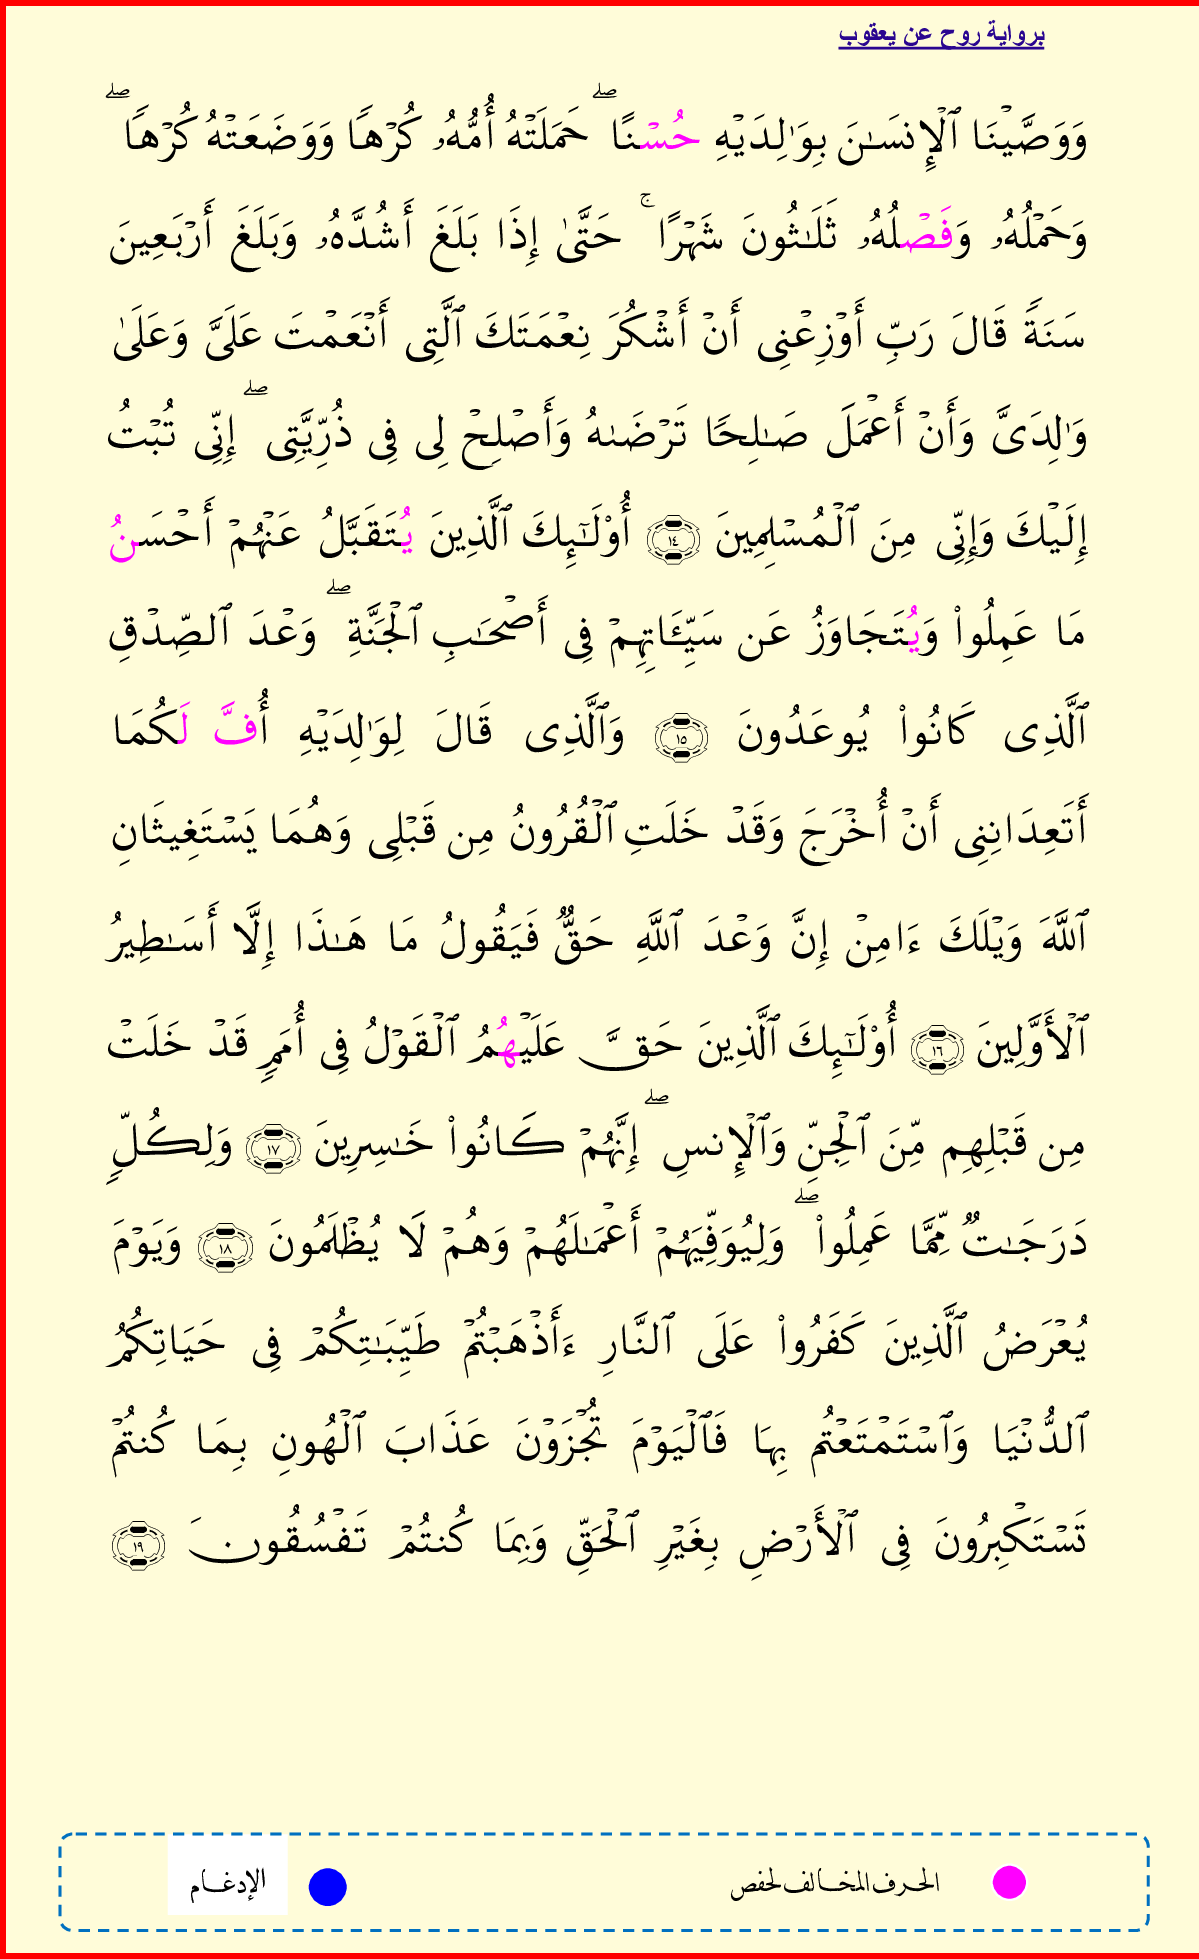 برواية روح عن يعقوب
وَوَصَّيْنَا ٱلْإِنسَـٰنَ بِوَٰلِدَيْهِ حُسْنًا ۖ حَمَلَتْهُ أُمُّهُۥ كُرْهًا وَوَضَعَتْهُ كُرْهًا ۖ
وَحَمْلُهُۥ وَفَصْلُهُۥ ثَلَـٰثُونَ شَهْرًا ۚ حَتَّىٰ إِذَا بَلَغَ أَشُدَّهُۥ وَبَلَغَ أَرْبَعِينَ
سَنَةً قَالَ رَبِّ أَوْزِعْنِى أَنْ أَشْكُرَ نِعْمَتَكَ ٱلَّتِى أَنْعَمْتَ عَلَىَّ وَعَلَىٰ
وَٰلِدَىَّ وَأَنْ أَعْمَلَ صَـٰلِحًا تَرْضَىٰهُ وَأَصْلِحْ لِى فِى ذُرِّيَّتِى ۖ إِنِّى تُبْتُ
إِلَيْكَ وَإِنِّى مِنَ ٱلْمُسْلِمِينَ ١٤ أُو۟لَـٰٓئِكَ ٱلَّذِينَ يُتَقَبَّلُ عَنْهُمْ أَحْسَنُ
مَا عَمِلُوا۟ وَيُتَجَاوَزُ عَن سَيِّـَٔاتِهِمْ فِى أَصْحَـٰبِ ٱلْجَنَّةِ ۖ وَعْدَ ٱلصِّدْقِ
ٱلَّذِى كَانُوا۟ يُوعَدُونَ ١٥ وَٱلَّذِى قَالَ لِوَٰلِدَيْهِ أُفَّ لَكُمَا
أَتَعِدَانِنِى أَنْ أُخْرَجَ وَقَدْ خَلَتِ ٱلْقُرُونُ مِن قَبْلِى وَهُمَا يَسْتَغِيثَانِ
ٱللَّهَ وَيْلَكَ ءَامِنْ إِنَّ وَعْدَ ٱللَّهِ حَقٌّ فَيَقُولُ مَا هَـٰذَا إِلَّا أَسَـٰطِيرُ
ٱلْأَوَّلِينَ ١٦ أُو۟لَـٰٓئِكَ ٱلَّذِينَ حَقَّ عَلَيْهُمُ ٱلْقَوْلُ فِى أُمَمٍ قَدْ خَلَتْ
مِن قَبْلِهِم مِّنَ ٱلْجِنِّ وَٱلْإِنسِ ۖ إِنَّهُمْ كَانُوا۟ خَـٰسِرِينَ ١٧ وَلِكُلٍّ
دَرَجَـٰتٌ مِّمَّا عَمِلُوا۟ ۖ وَلِيُوَفِّيَهُمْ أَعْمَـٰلَهُمْ وَهُمْ لَا يُظْلَمُونَ ١٨ وَيَوْمَ
يُعْرَضُ ٱلَّذِينَ كَفَرُوا۟ عَلَى ٱلنَّارِ ءَأَذْهَبْتُمْ طَيِّبَـٰتِكُمْ فِى حَيَاتِكُمُ
ٱلدُّنْيَا وَٱسْتَمْتَعْتُم بِهَا فَٱلْيَوْمَ تُجْزَوْنَ عَذَابَ ٱلْهُونِ بِمَا كُنتُمْ
تَسْتَكْبِرُونَ فِى ٱلْأَرْضِ بِغَيْرِ ٱلْحَقِّ وَبِمَا كُنتُمْ تَفْسُقُونَ ١٩
الحرف المخالف لحفص
الإدغام